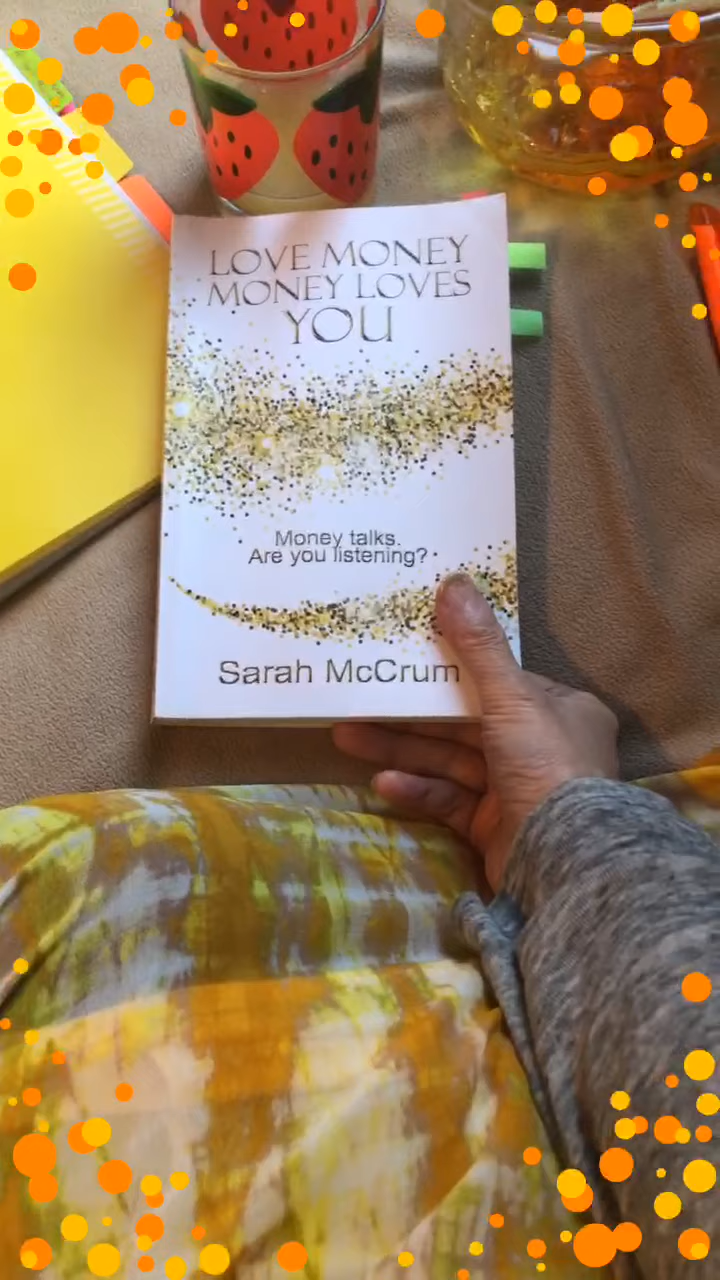 LOVE MONEY
MONEY LOVES
YOU
Money talks.
Are you listening?
Sarah McCrum